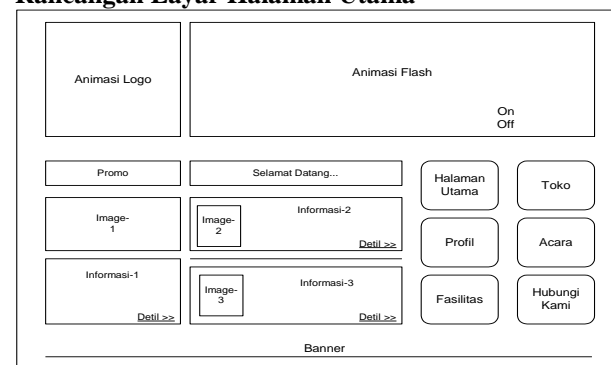 Rancangan Layar Halaman Utama
Animasi Logo
Animasi Flash
On
Off
Promo
Selamat Datang...
Image-
1
Informasi-1
Detil >>
Image-
2
Informasi-2
Detil >>
Image-
3
Informasi-3
Detil >>
Halaman
Utama
Toko
Profil
Acara
Fasilitas
Hubungi
Kami
Banner